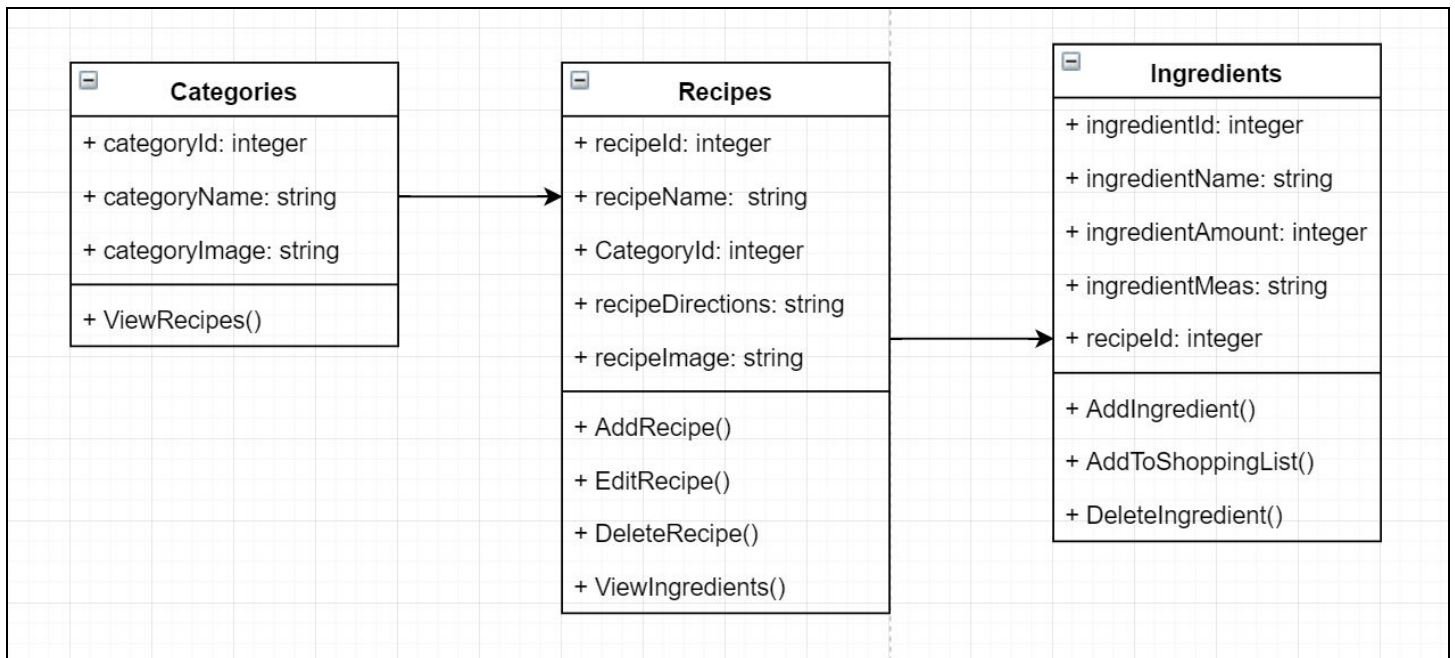 Categories
+ categoryId: integer
+ categoryName: string
+ categoryImage: string
+ ViewRecipes()
Recipes
+ recipeId: integer
+ recipeName:  string
+ CategoryId: integer
+ recipeDirections: string
+ recipeImage: string
+ AddRecipe()
+ EditRecipe()
+ DeleteRecipe()
+ ViewIngredients()
Ingredients
+ ingredientId: integer
+ ingredientName: string
+ ingredientAmount: integer
+ ingredientMeas: string
+ recipeId: integer
+ AddIngredient()
+ AddToShoppingList()
+ DeleteIngredient()